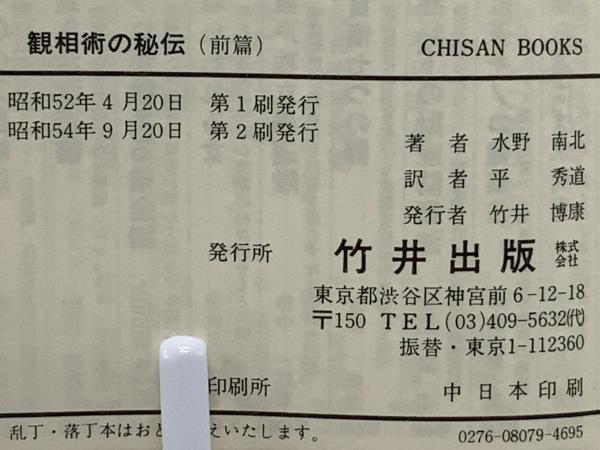 観相術の秘伝（前篇） CHISAN BOOKS
昭和52年4月20日 第1刷発行
昭和54年9月20日 第2刷発行
著者 水野 南北
訳者 平 秀道
発行者 竹井 博康
発行所 竹井出版 株式会社
東京都渋谷区神宮前6-12-18
〒150 TEL(03)409-5632(代)
振替・東京1-112360
印刷所 中日本印刷
乱丁・落丁本はおと えいたします。 0276-08079-4695